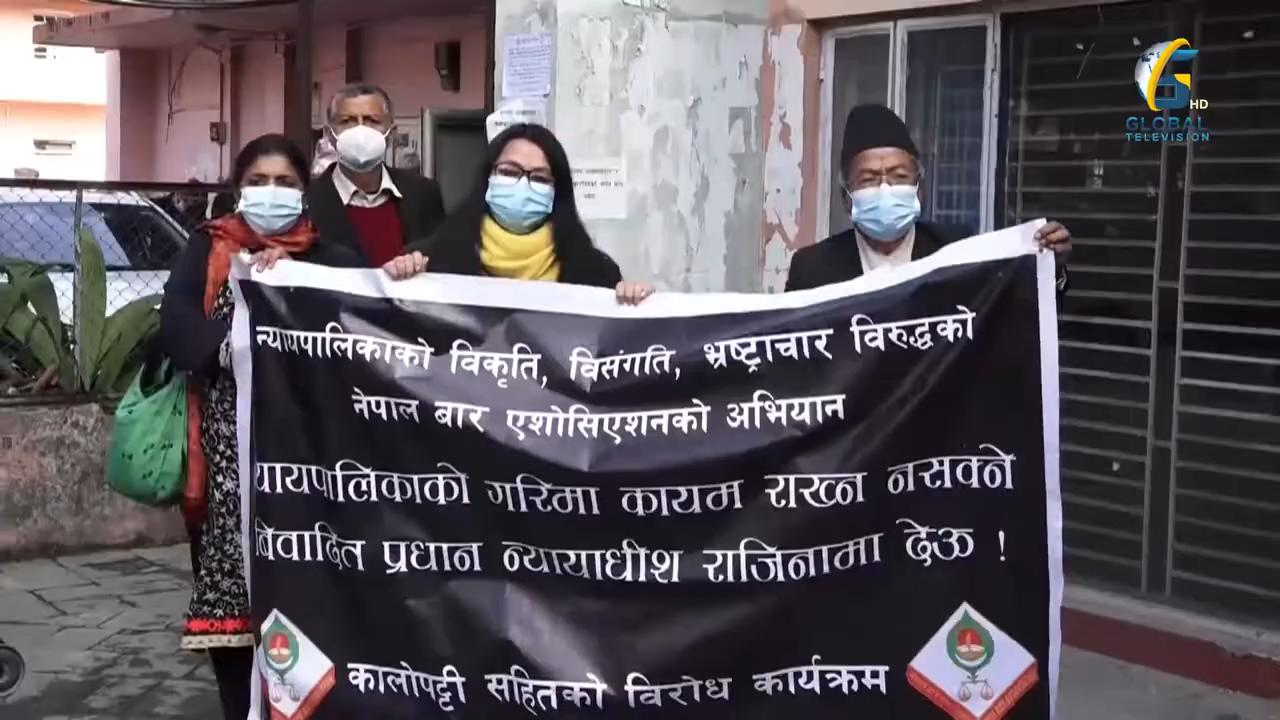 HD
GLOBAL
TELEVISION
न्यायपालिकाको विकृति, विसंगति, भ्रष्ट्राचार विरुद्धको
नेपाल बार एशोसिएशनको अभियान
न्यायपालिकाको गरिमा कायम राख्न नसक्ने
बिवादित प्रधान न्यायाधीश राजिनामा देऊ !
कालोपट्टी सहितको विरोध कार्यक्रम